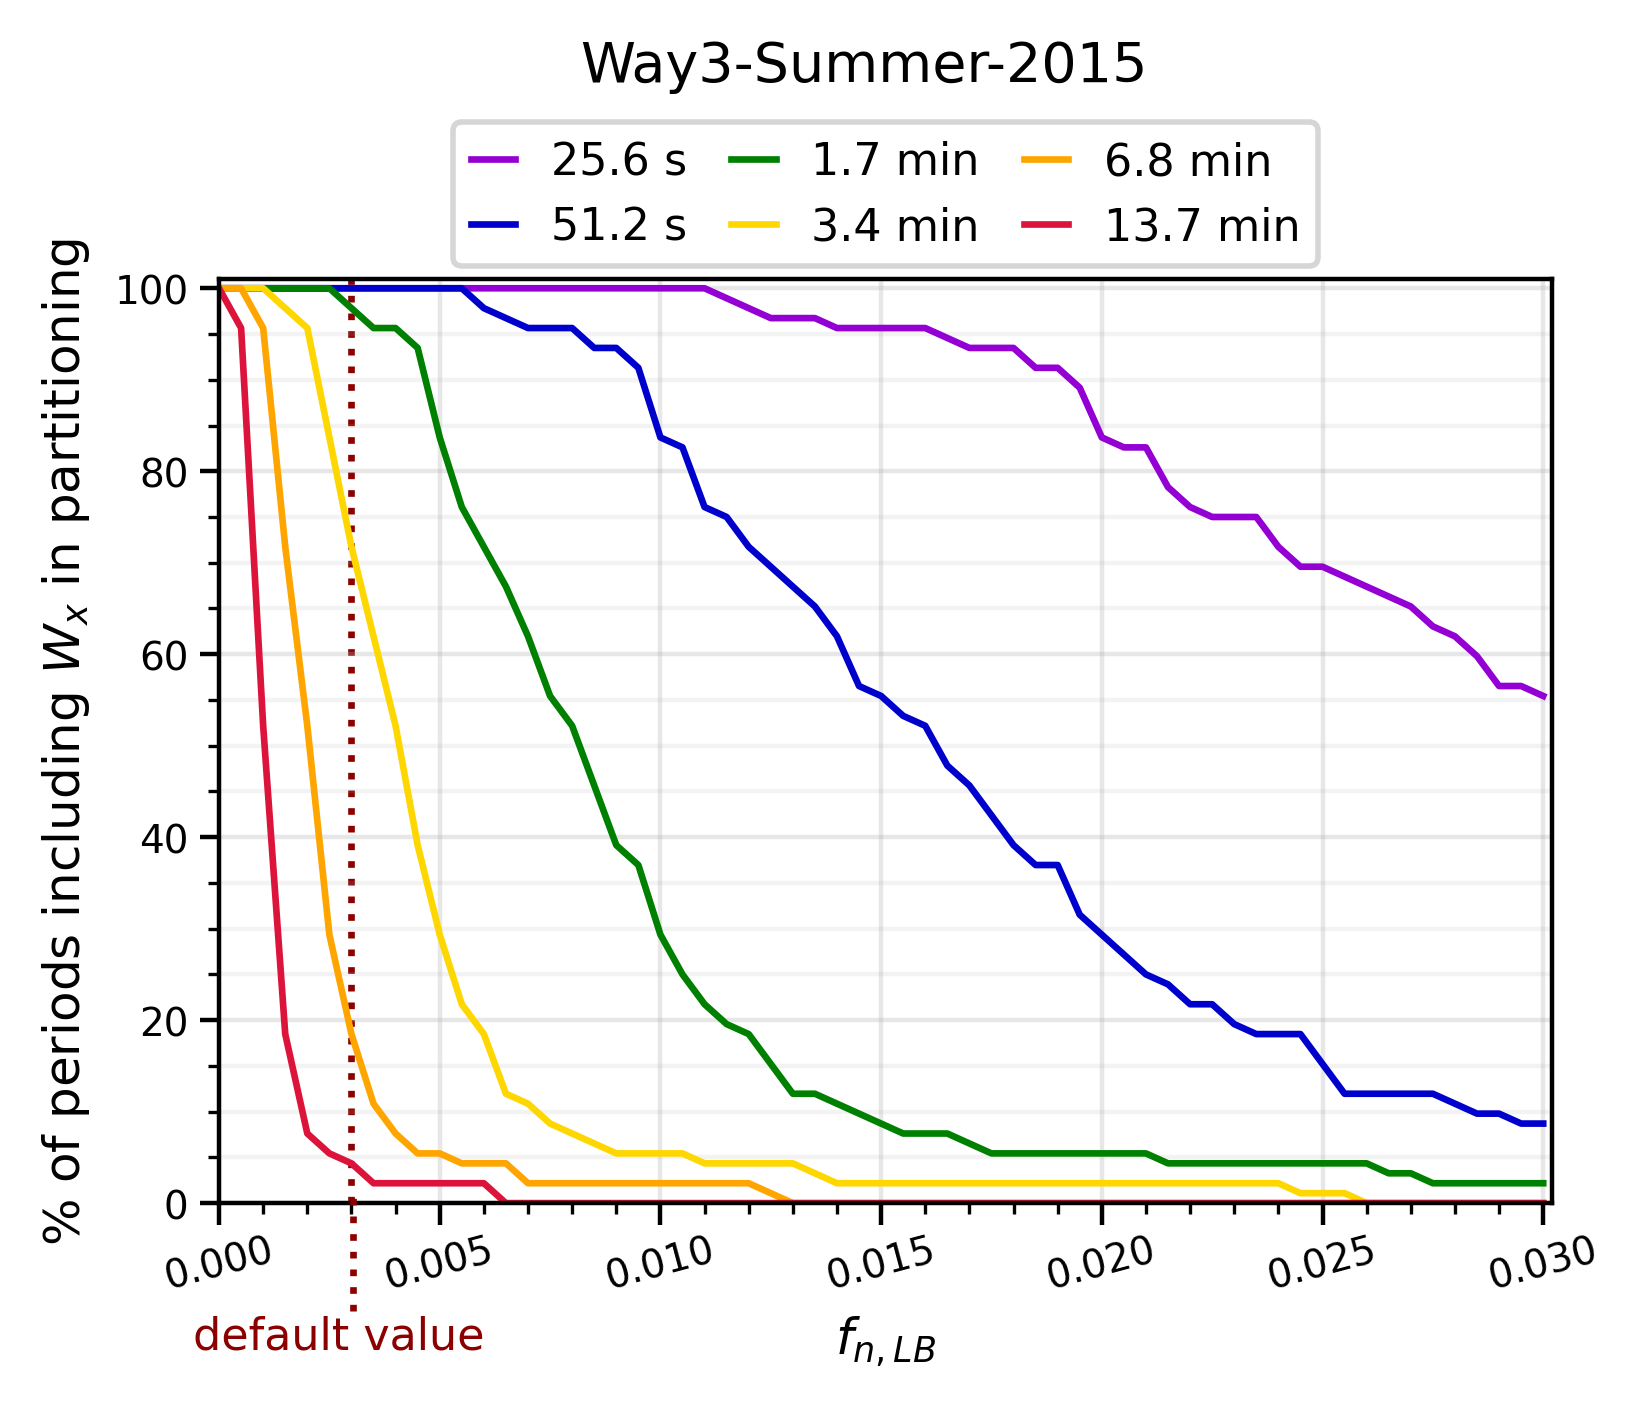 Way3-Summer-2015
25.6 s 1.7 min 6.8 min
51.2 s 3.4 min 13.7 min
% of periods including Wₓ in partitioning
100
80
60
40
20
0
0.000 0.005 0.010 0.015 0.020 0.025 0.030
default value
f_{n, LB}